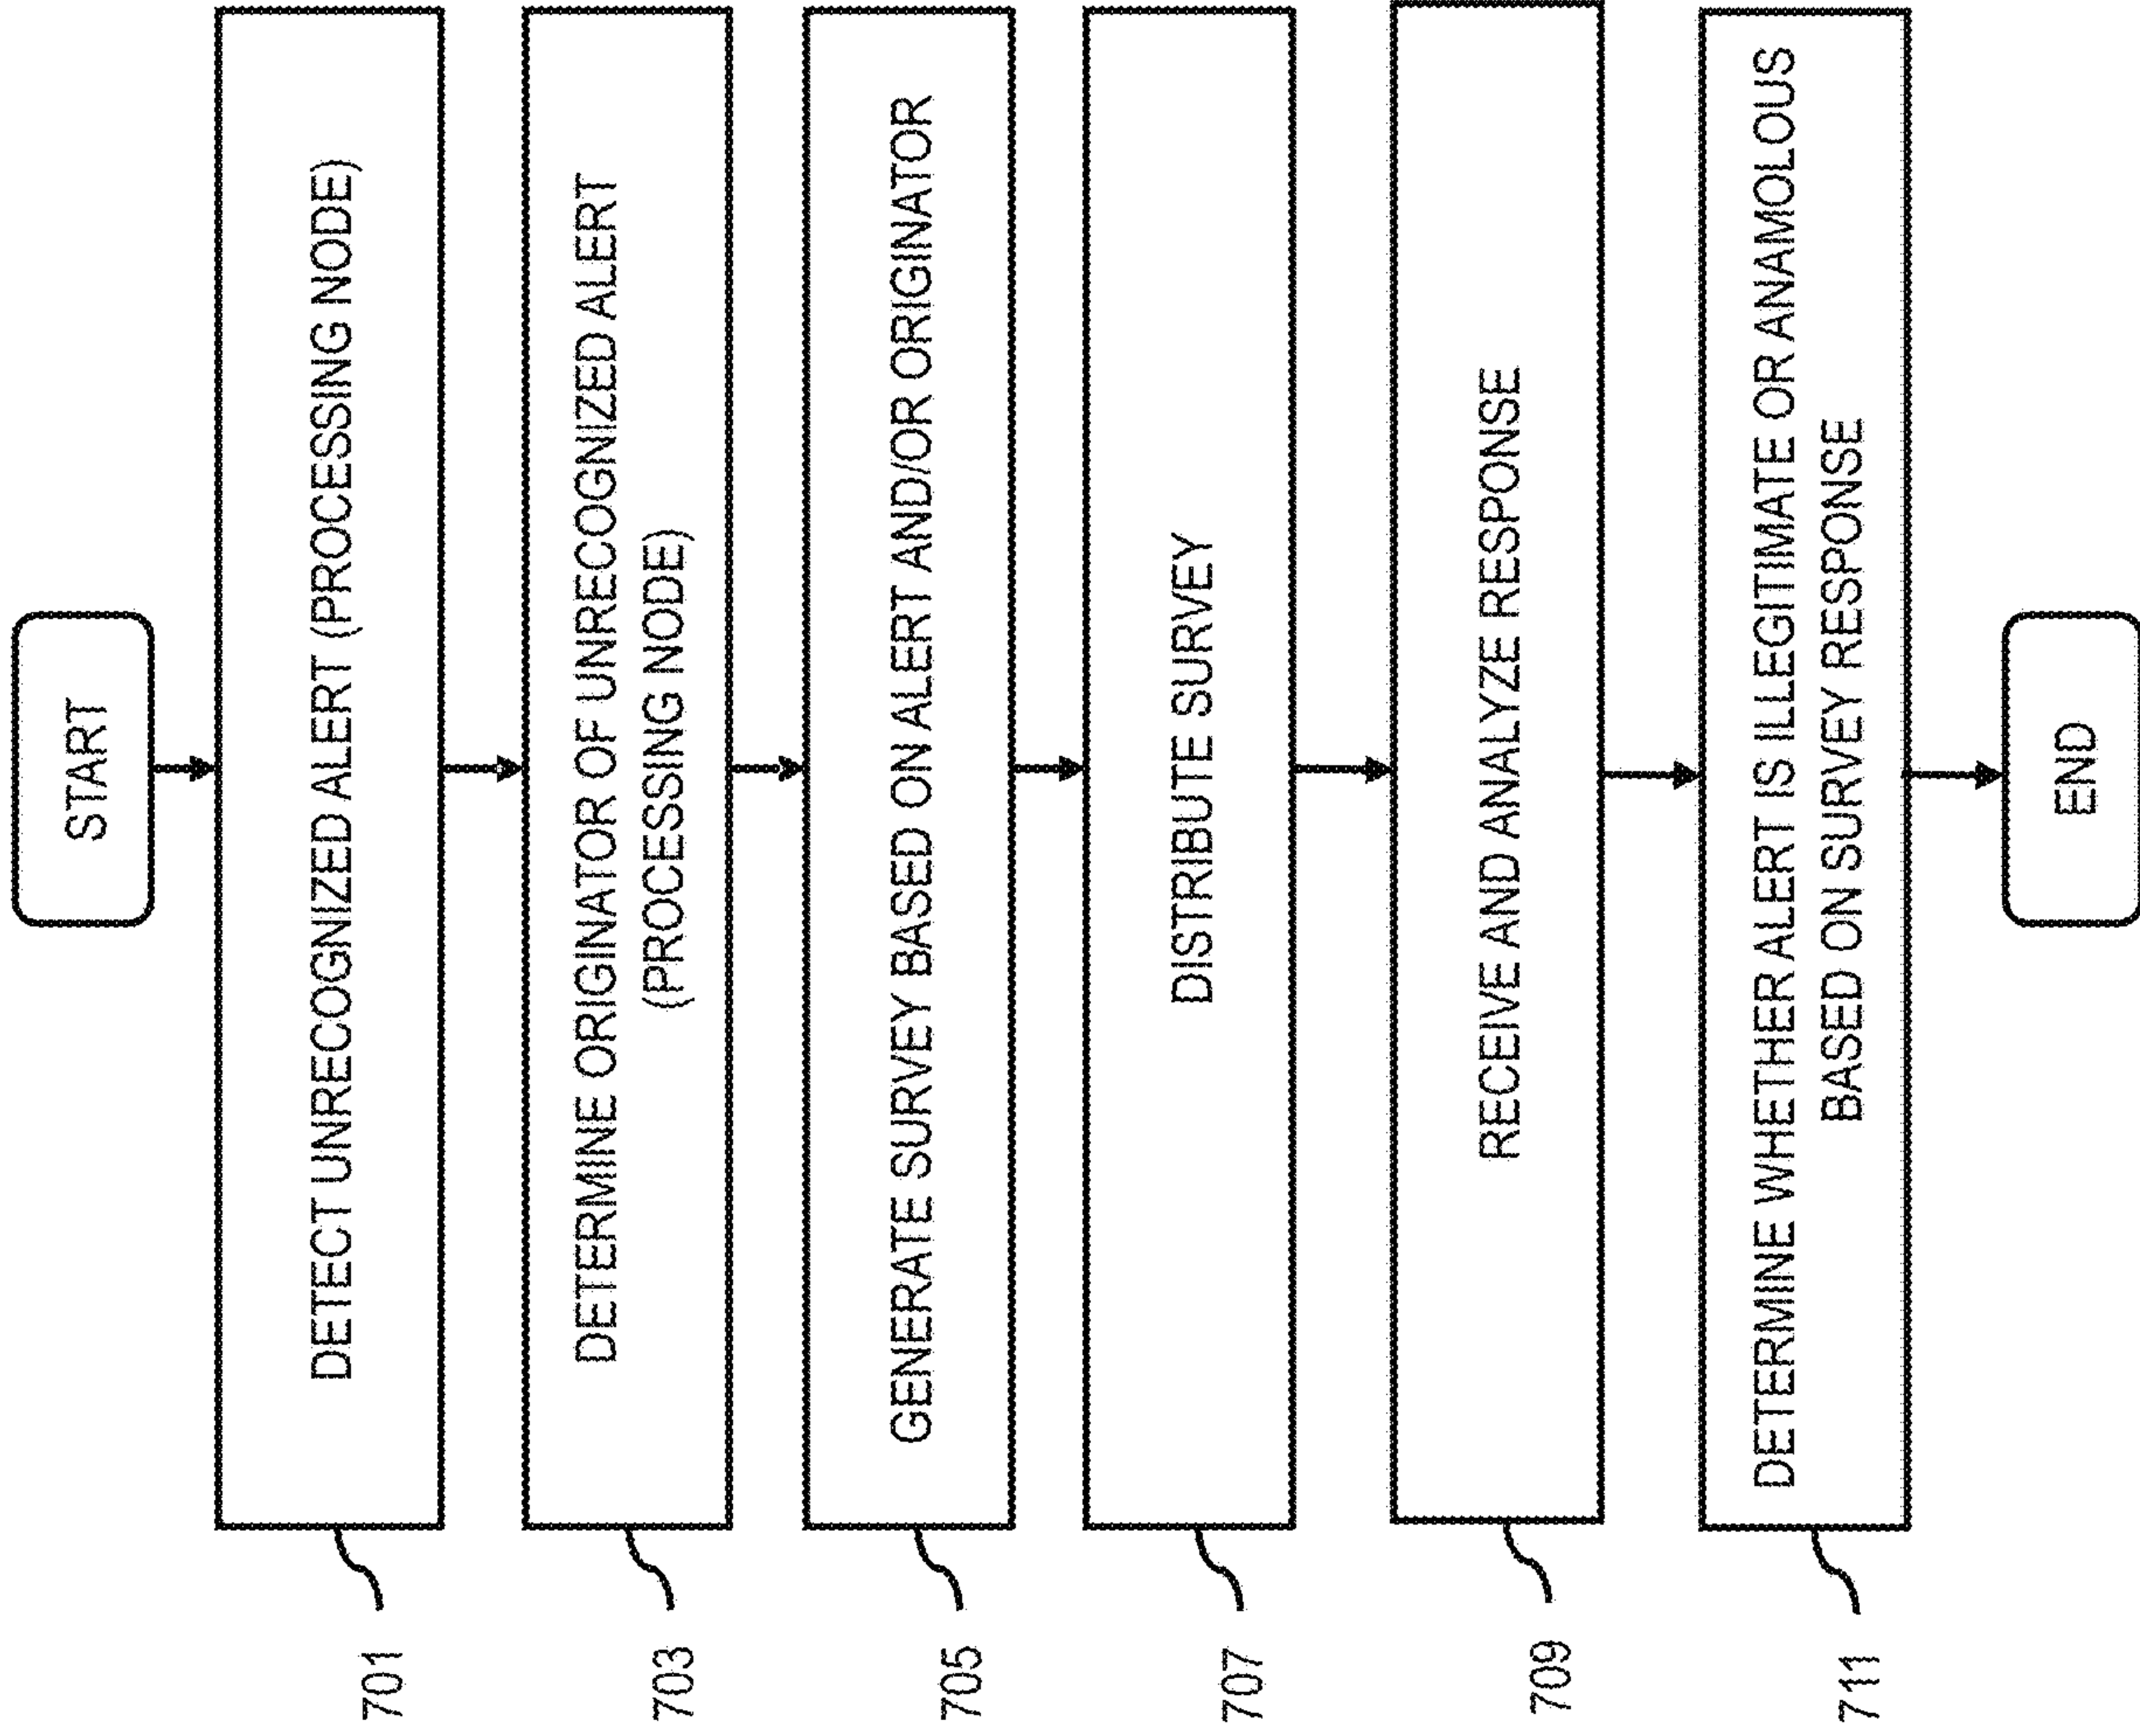 START
701
DETECT UNRECOGNIZED ALERT (PROCESSING NODE)
703
DETERMINE ORIGINATOR OF UNRECOGNIZED ALERT
(PROCESSING NODE)
705
GENERATE SURVEY BASED ON ALERT AND/OR ORIGINATOR
707
DISTRIBUTE SURVEY
709
RECEIVE AND ANALYZE RESPONSE
711
DETERMINE WHETHER ALERT IS ILLEGITIMATE OR ANAMOLOUS
BASED ON SURVEY RESPONSE
END